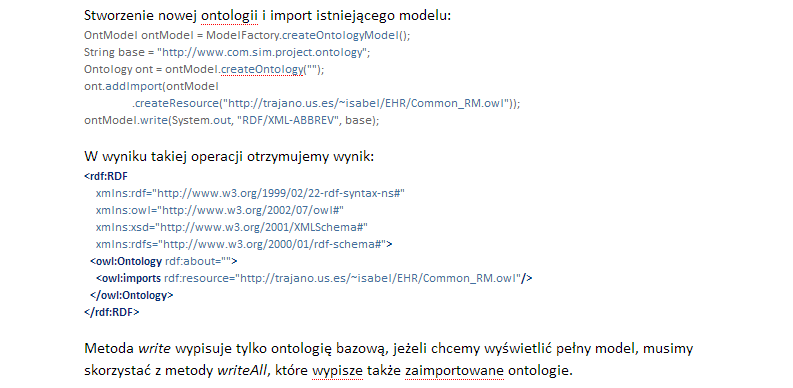 Stworzenie nowej ontologii i import istniejącego modelu:
OntModel ontModel = ModelFactory.createOntologyModel();
String base = "http://www.com.sim.project.ontology";
Ontology ont = ontModel.createOntology("");
ont.addImport(ontModel
.createResource("http://trajano.us.es/~isabel/EHR/Common_RM.owl"));
ontModel.write(System.out, "RDF/XML-ABBREV", base);
W wyniku takiej operacji otrzymujemy wynik:
<rdf:RDF
xmlns:rdf="http://www.w3.org/1999/02/22-rdf-syntax-ns#"
xmlns:owl="http://www.w3.org/2002/07/owl#"
xmlns:xsd="http://www.w3.org/2001/XMLSchema#"
xmlns:rdfs="http://www.w3.org/2000/01/rdf-schema#">
<owl:Ontology rdf:about="">
<owl:imports rdf:resource="http://trajano.us.es/~isabel/EHR/Common_RM.owl"/>
</owl:Ontology>
</rdf:RDF>
Metoda write wypisuje tylko ontologię bazową, jeżeli chcemy wyświetlić pełny model, musimy
skorzystać z metody writeAll, które wypisze także zaimportowane ontologie.